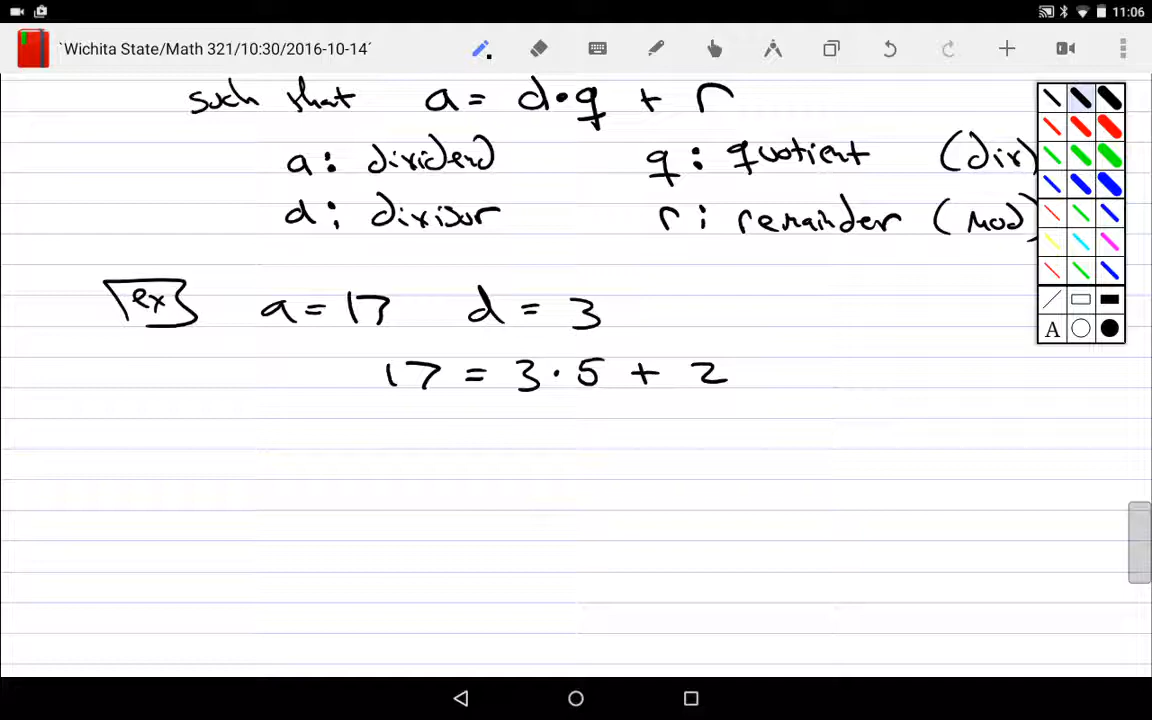 11:06
`Wichita State/Math 321/10:30/2016-10-14´
such that a = d·q + r
a: dividend q: quotient (div)
d: divisor r: remainder (mod)
ex a = 17 d = 3
17 = 3·5 + 2
A